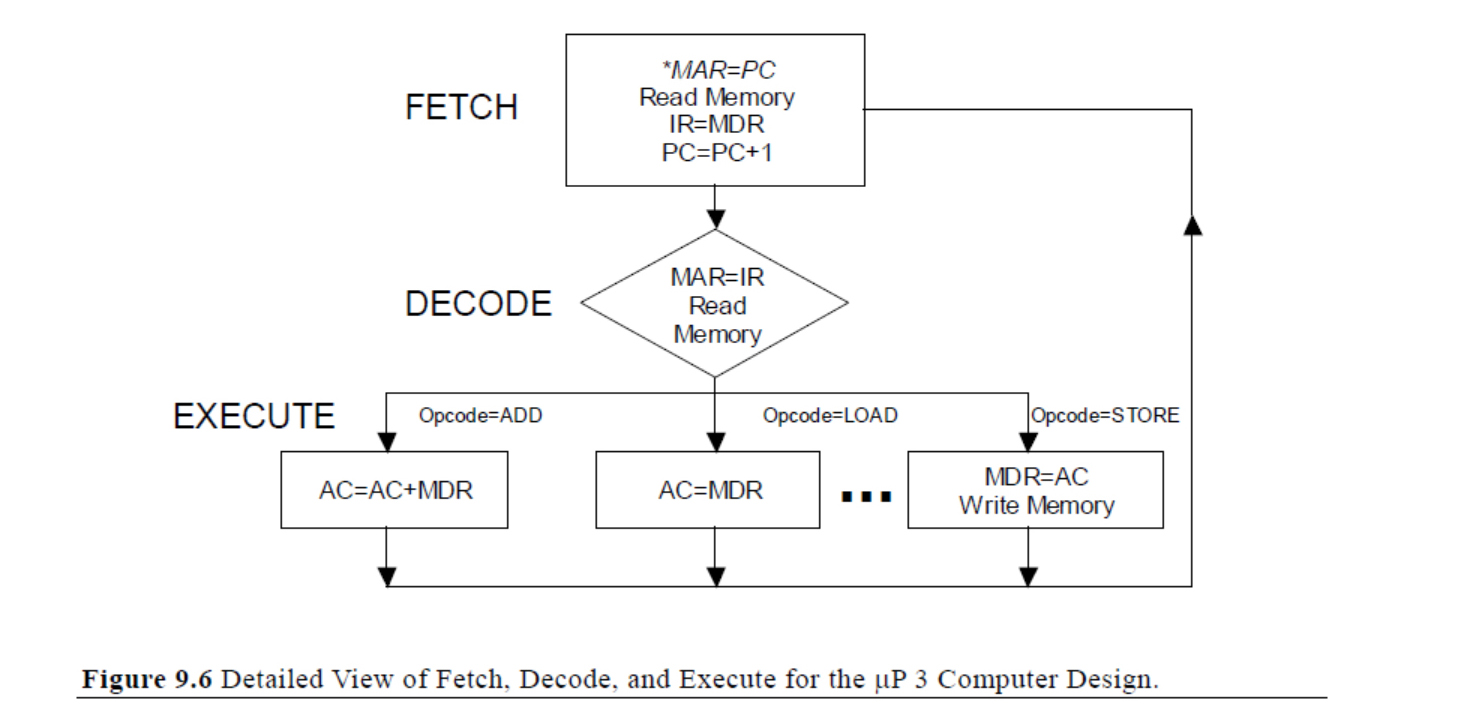 *MAR=PC
FETCH
Read Memory
IR=MDR
PC=PC+1
DECODE
MAR=IR
Read
Memory
EXECUTE
Opcode=ADD
Opcode=LOAD
Opcode=STORE
AC=AC+MDR
AC=MDR
...
MDR=AC
Write Memory
Figure 9.6 Detailed View of Fetch, Decode, and Execute for the µP 3 Computer Design.